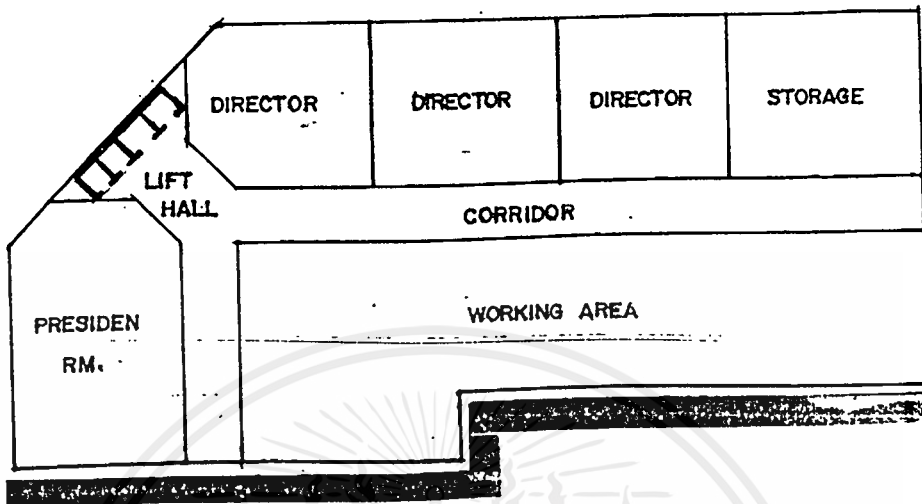 DIRECTOR
DIRECTOR
DIRECTOR
STORAGE
LIFT
HALL
CORRIDOR
WORKING AREA
PRESIDEN
RM.